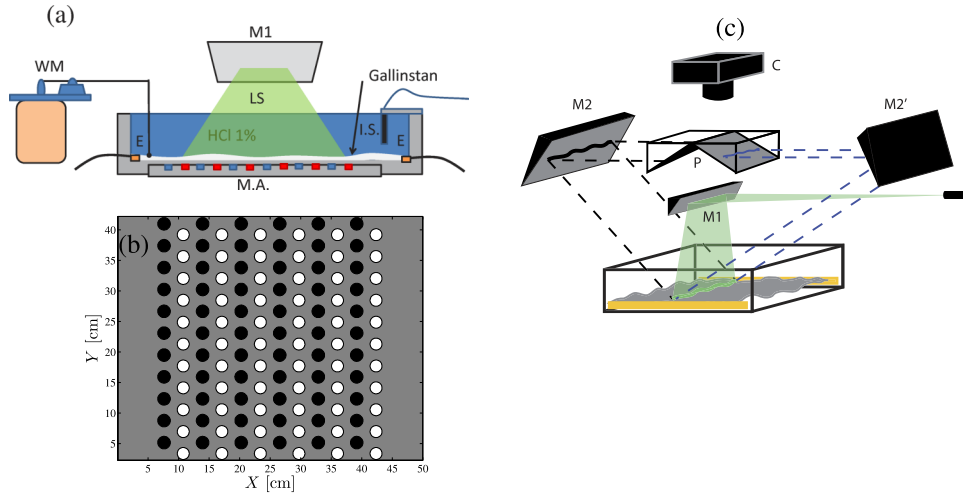 (a)
M1
WM
Gallinstan
LS
I.S.
E
HCl 1%
E
M.A.
(b)
40
35
30
25
20
15
10
5
Y [cm]
5 10 15 20 25 30 35 40 45 50
X [cm]
(c)
C
M2
M2'
P
M1